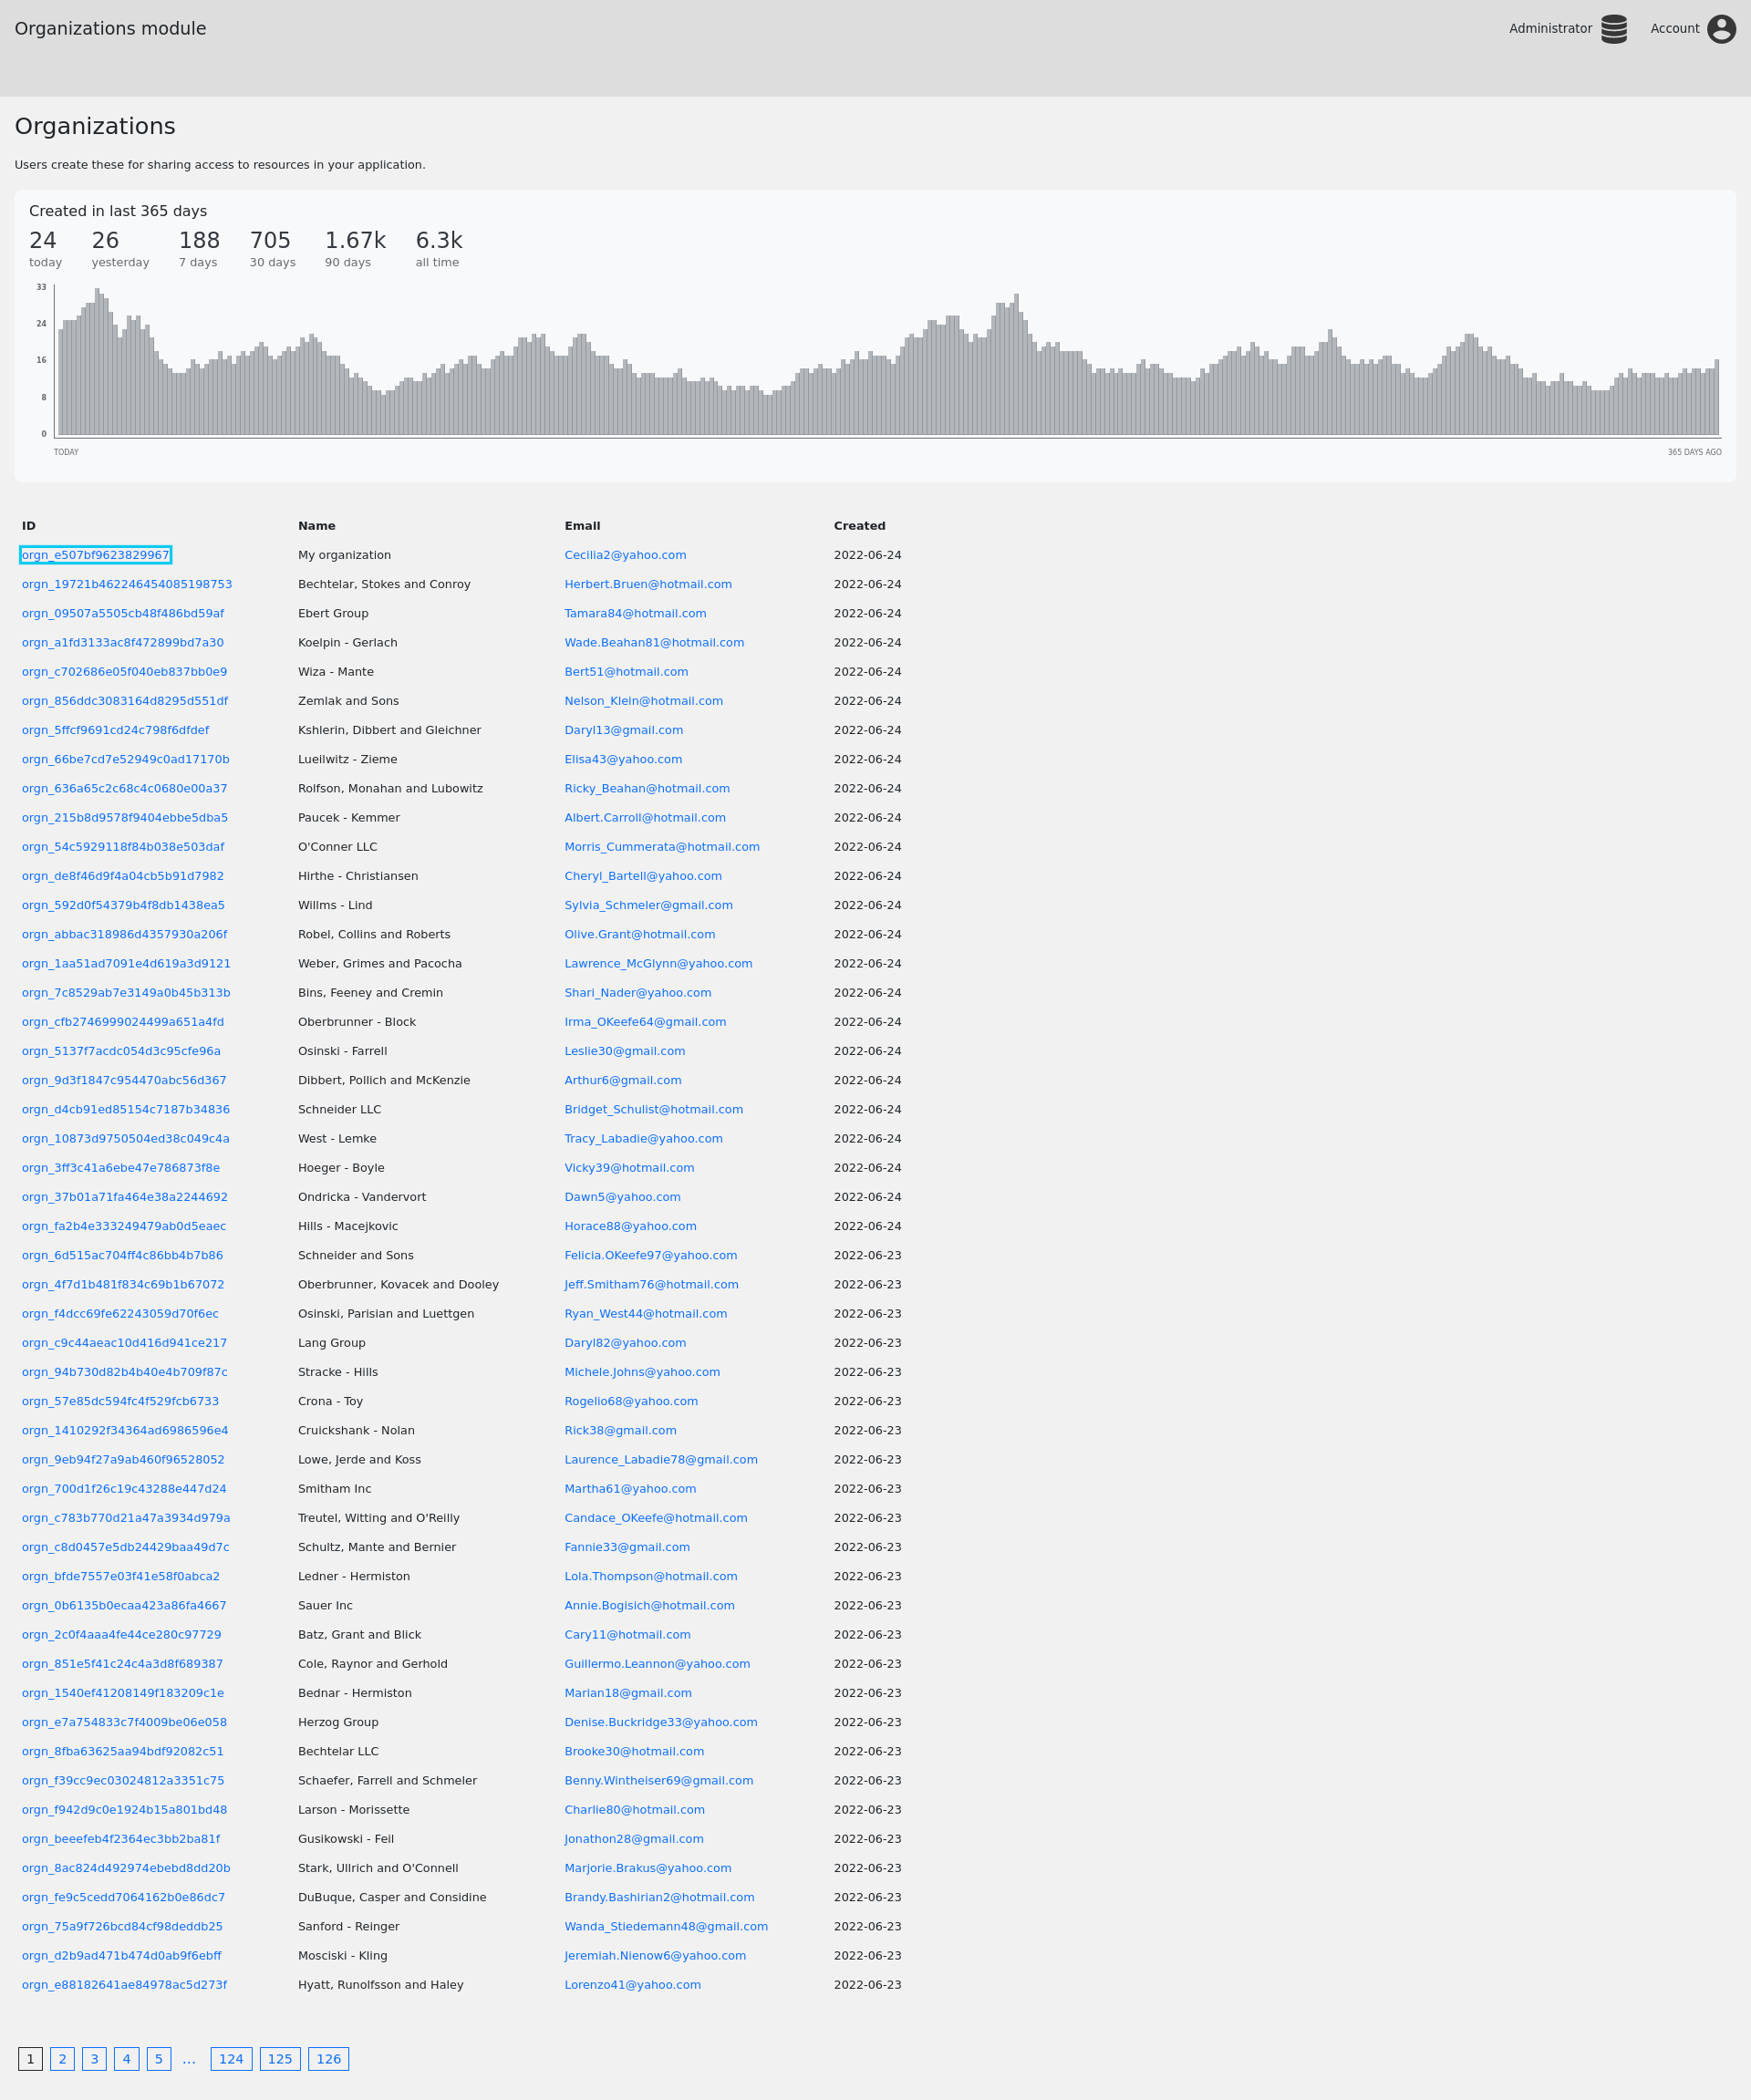 Organizations module Administrator Account
Organizations
Users create these for sharing access to resources in your application.
Created in last 365 days
24 26 188 705 1.67k 6.3k
today yesterday 7 days 30 days 90 days all time
33
24
16
8
0
TODAY 365 DAYS AGO
ID Name Email Created
orgn_e507bf9623829967 My organization Cecilia2@yahoo.com 2022-06-24
orgn_19721b462246454085198753 Bechtelar, Stokes and Conroy Herbert.Bruen@hotmail.com 2022-06-24
orgn_09507a5505cb48f486bd59af Ebert Group Tamara84@hotmail.com 2022-06-24
orgn_a1fd3133ac8f472899bd7a30 Koelpin - Gerlach Wade.Beahan81@hotmail.com 2022-06-24
orgn_c702686e05f040eb837bb0e9 Wiza - Mante Bert51@hotmail.com 2022-06-24
orgn_856ddc3083164d8295d551df Zemlak and Sons Nelson_Klein@hotmail.com 2022-06-24
orgn_5ffcf9691cd24c798f6dfdef Kshlerin, Dibbert and Gleichner Daryl13@gmail.com 2022-06-24
orgn_66be7cd7e52949c0ad17170b Lueilwitz - Zieme Elisa43@yahoo.com 2022-06-24
orgn_636a65c2c68c4c0680e00a37 Rolfson, Monahan and Lubowitz Ricky_Beahan@hotmail.com 2022-06-24
orgn_215b8d9578f9404ebbe5dba5 Paucek - Kemmer Albert.Carroll@hotmail.com 2022-06-24
orgn_54c5929118f84b038e503daf O'Conner LLC Morris_Cummerata@hotmail.com 2022-06-24
orgn_de8f46d9f4a04cb5b91d7982 Hirthe - Christiansen Cheryl_Bartell@yahoo.com 2022-06-24
orgn_592d0f54379b4f8db1438ea5 Willms - Lind Sylvia_Schmeler@gmail.com 2022-06-24
orgn_abbac318986d4357930a206f Robel, Collins and Roberts Olive.Grant@hotmail.com 2022-06-24
orgn_1aa51ad7091e4d619a3d9121 Weber, Grimes and Pacocha Lawrence_McGlynn@yahoo.com 2022-06-24
orgn_7c8529ab7e3149a0b45b313b Bins, Feeney and Cremin Shari_Nader@yahoo.com 2022-06-24
orgn_cfb2746999024499a651a4fd Oberbrunner - Block Irma_OKeefe64@gmail.com 2022-06-24
orgn_5137f7acdc054d3c95cfe96a Osinski - Farrell Leslie30@gmail.com 2022-06-24
orgn_9d3f1847c954470abc56d367 Dibbert, Pollich and McKenzie Arthur6@gmail.com 2022-06-24
orgn_d4cb91ed85154c7187b34836 Schneider LLC Bridget_Schulist@hotmail.com 2022-06-24
orgn_10873d9750504ed38c049c4a West - Lemke Tracy_Labadie@yahoo.com 2022-06-24
orgn_3ff3c41a6ebe47e786873f8e Hoeger - Boyle Vicky39@hotmail.com 2022-06-24
orgn_37b01a71fa464e38a2244692 Ondricka - Vandervort Dawn5@yahoo.com 2022-06-24
orgn_fa2b4e333249479ab0d5eaec Hills - Macejkovic Horace88@yahoo.com 2022-06-24
orgn_6d515ac704ff4c86bb4b7b86 Schneider and Sons Felicia.OKeefe97@yahoo.com 2022-06-23
orgn_4f7d1b481f834c69b1b67072 Oberbrunner, Kovacek and Dooley Jeff.Smitham76@hotmail.com 2022-06-23
orgn_f4dcc69fe62243059d70f6ec Osinski, Parisian and Luettgen Ryan_West44@hotmail.com 2022-06-23
orgn_c9c44aeac10d416d941ce217 Lang Group Daryl82@yahoo.com 2022-06-23
orgn_94b730d82b4b40e4b709f87c Stracke - Hills Michele.Johns@yahoo.com 2022-06-23
orgn_57e85dc594fc4f529fcb6733 Crona - Toy Rogelio68@yahoo.com 2022-06-23
orgn_1410292f34364ad6986596e4 Cruickshank - Nolan Rick38@gmail.com 2022-06-23
orgn_9eb94f27a9ab460f96528052 Lowe, Jerde and Koss Laurence_Labadie78@gmail.com 2022-06-23
orgn_700d1f26c19c43288e447d24 Smitham Inc Martha61@yahoo.com 2022-06-23
orgn_c783b770d21a47a3934d979a Treutel, Witting and O'Reilly Candace_OKeefe@hotmail.com 2022-06-23
orgn_c8d0457e5db24429baa49d7c Schultz, Mante and Bernier Fannie33@gmail.com 2022-06-23
orgn_bfde7557e03f41e58f0abca2 Ledner - Hermiston Lola.Thompson@hotmail.com 2022-06-23
orgn_0b6135b0ecaa423a86fa4667 Sauer Inc Annie.Bogisich@hotmail.com 2022-06-23
orgn_2c0f4aaa4fe44ce280c97729 Batz, Grant and Blick Cary11@hotmail.com 2022-06-23
orgn_851e5f41c24c4a3d8f689387 Cole, Raynor and Gerhold Guillermo.Leannon@yahoo.com 2022-06-23
orgn_1540ef41208149f183209c1e Bednar - Hermiston Marian18@gmail.com 2022-06-23
orgn_e7a754833c7f4009be06e058 Herzog Group Denise.Buckridge33@yahoo.com 2022-06-23
orgn_8fba63625aa94bdf92082c51 Bechtelar LLC Brooke30@hotmail.com 2022-06-23
orgn_f39cc9ec03024812a3351c75 Schaefer, Farrell and Schmeler Benny.Wintheiser69@gmail.com 2022-06-23
orgn_f942d9c0e1924b15a801bd48 Larson - Morissette Charlie80@hotmail.com 2022-06-23
orgn_beeefeb4f2364ec3bb2ba81f Gusikowski - Feil Jonathon28@gmail.com 2022-06-23
orgn_8ac824d492974ebebd8dd20b Stark, Ullrich and O'Connell Marjorie.Brakus@yahoo.com 2022-06-23
orgn_fe9c5cedd7064162b0e86dc7 DuBuque, Casper and Considine Brandy.Bashirian2@hotmail.com 2022-06-23
orgn_75a9f726bcd84cf98deddb25 Sanford - Reinger Wanda_Stiedemann48@gmail.com 2022-06-23
orgn_d2b9ad471b474d0ab9f6ebff Mosciski - Kling Jeremiah.Nienow6@yahoo.com 2022-06-23
orgn_e88182641ae84978ac5d273f Hyatt, Runolfsson and Haley Lorenzo41@yahoo.com 2022-06-23
1 2 3 4 5 ... 124 125 126